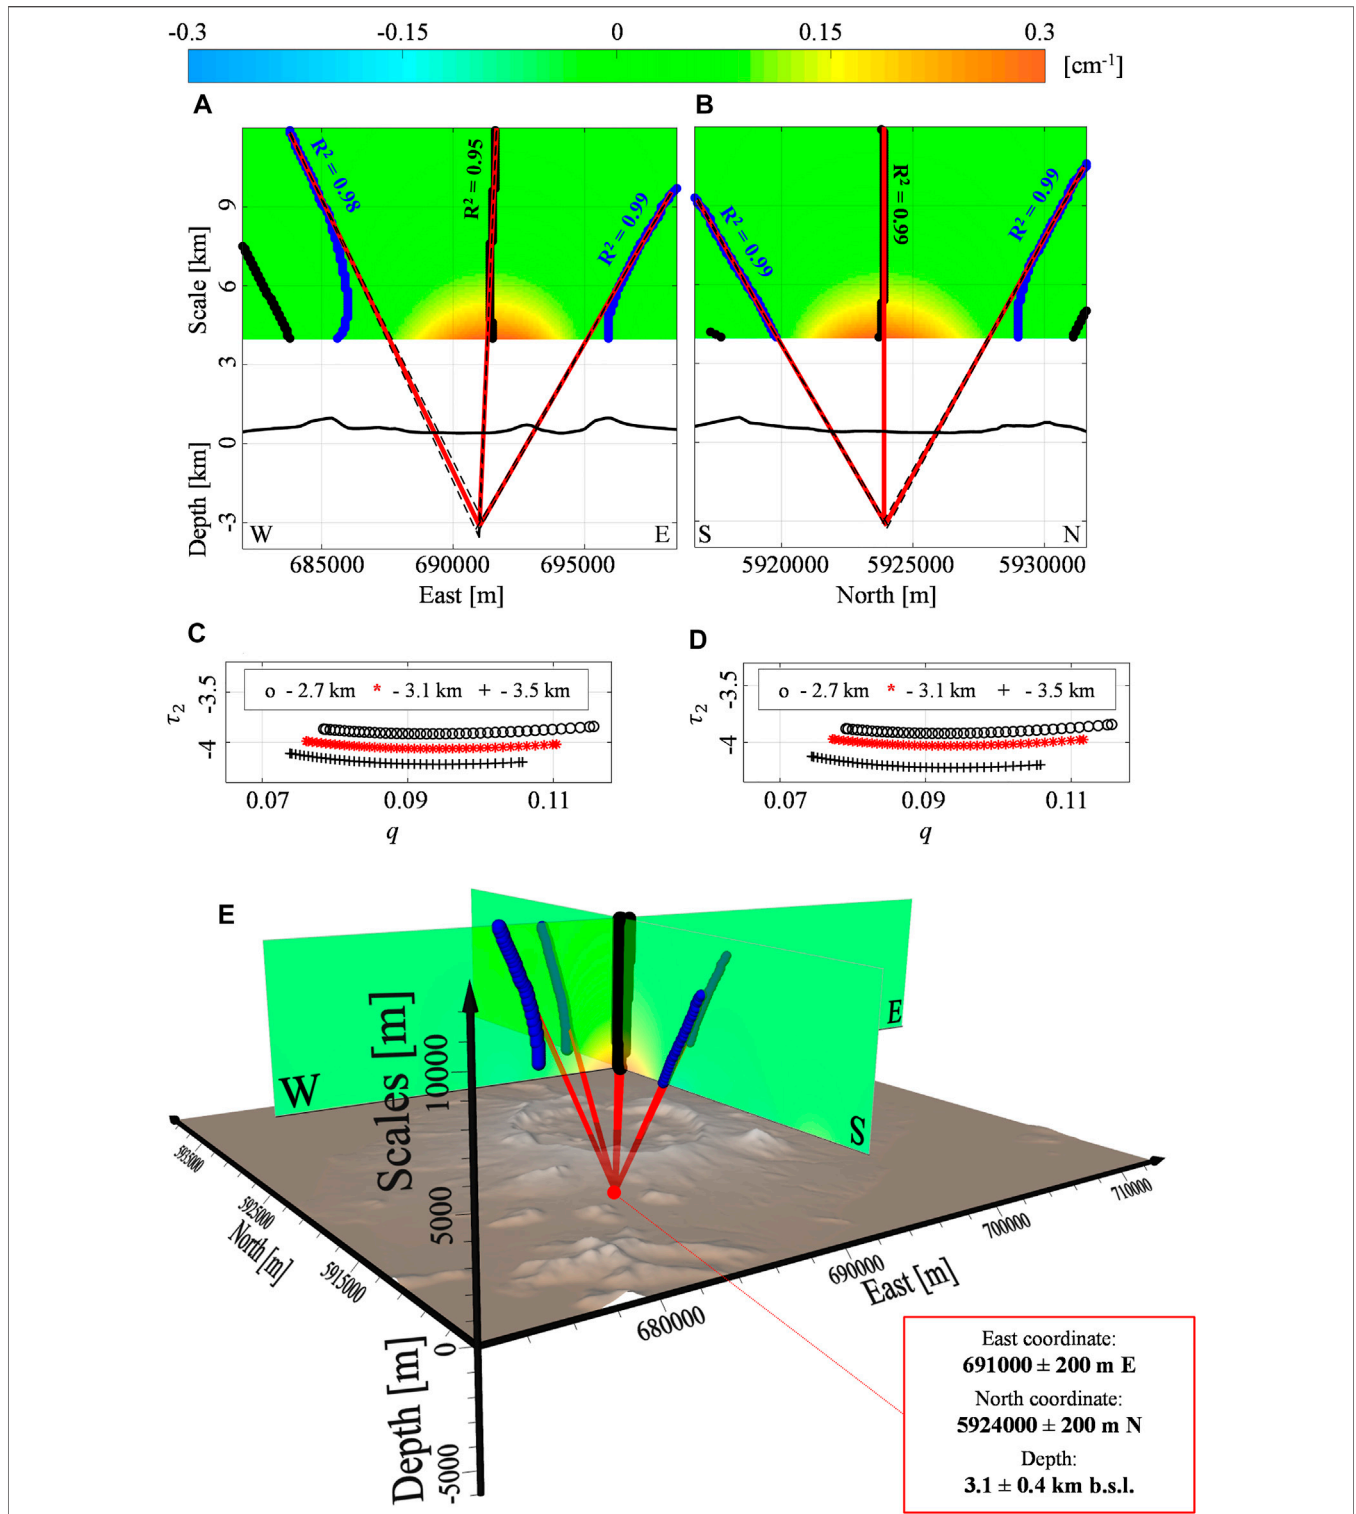 -0.3 -0.15 0 0.15 0.3
[cm-1]
A
B
R2 = 0.98
R2 = 0.95
R2 = 0.99
R2 = 0.99
R2 = 0.99
R2 = 0.99
Scale [km]
Depth [km]
9
6
3
0
-3
W
E
S
N
685000 690000 695000
East [m]
5920000 5925000 5930000
North [m]
C
o - 2.7 km * - 3.1 km + - 3.5 km
τ2
-3.5
-4
0.07 0.09 0.11
q
D
o - 2.7 km * - 3.1 km + - 3.5 km
τ2
-3.5
-4
0.07 0.09 0.11
q
E
W
E
S
Scales [m]
10000
5000
0
Depth [m]
-5000
5935000
5925000
5915000
North [m]
680000
690000
700000
710000
East [m]
East coordinate:
691000 ± 200 m E
North coordinate:
5924000 ± 200 m N
Depth:
3.1 ± 0.4 km b.s.l.